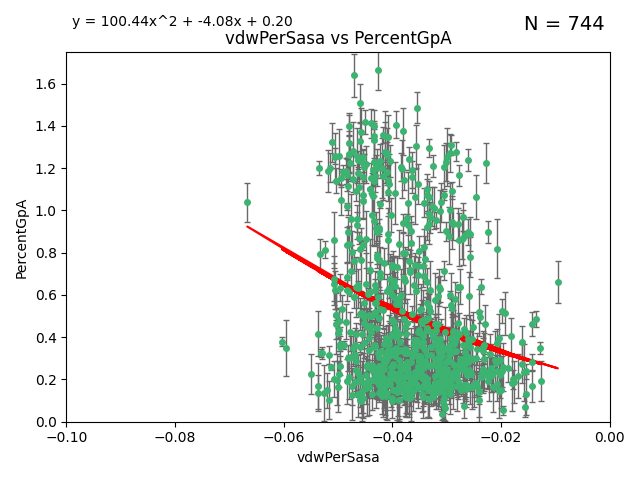 y = 100.44x^2 + -4.08x + 0.20
N = 744
vdwPerSasa vs PercentGpA
PercentGpA
1.6
1.4
1.2
1.0
0.8
0.6
0.4
0.2
0.0
−0.10 −0.08 −0.06 −0.04 −0.02 0.00
vdwPerSasa